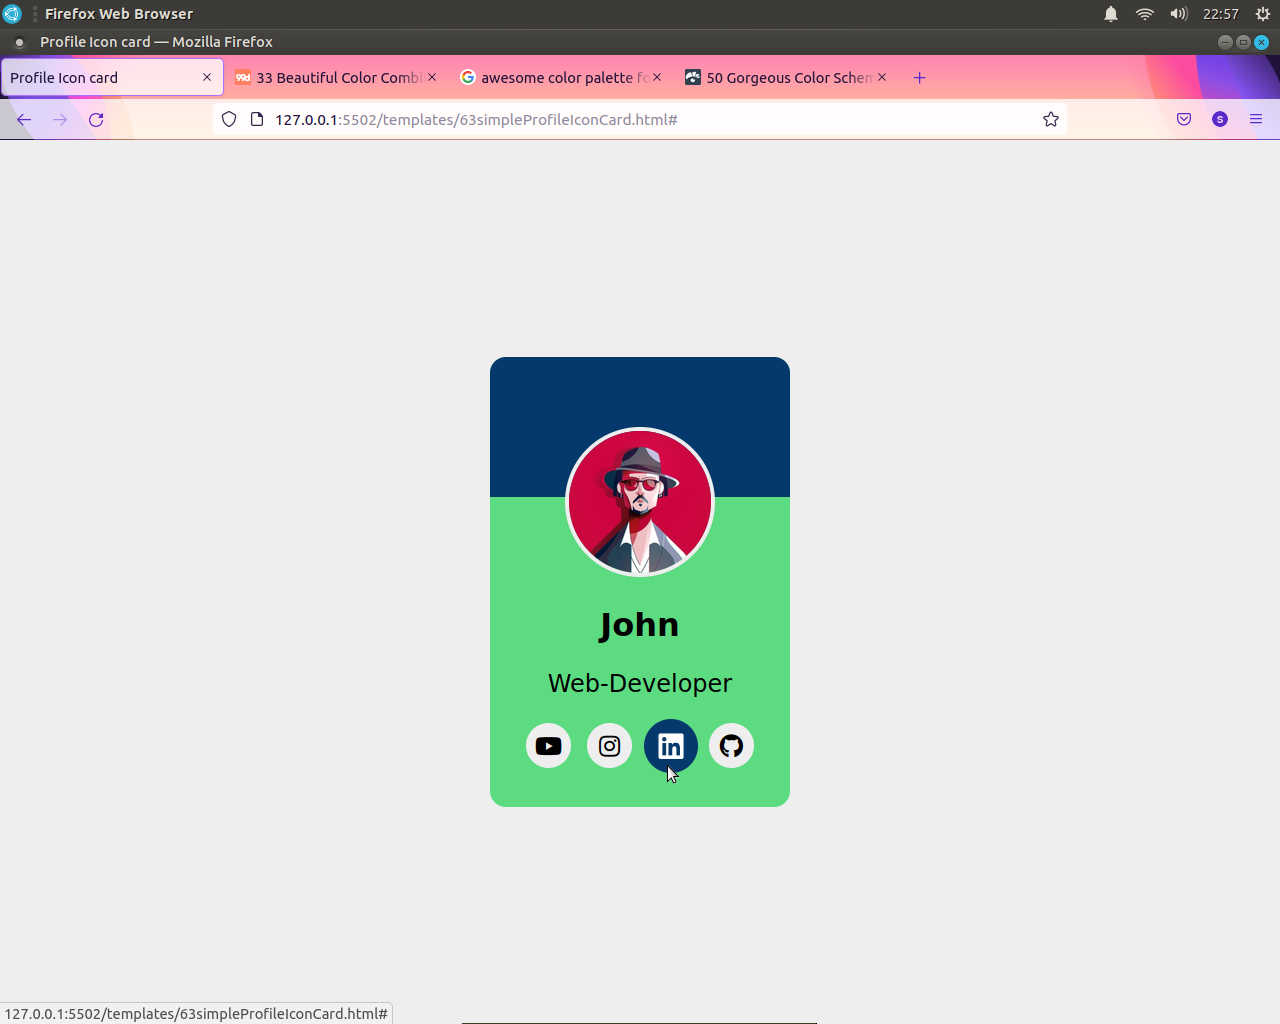 Firefox Web Browser
22:57
Profile Icon card — Mozilla Firefox
Profile Icon card
99d
33 Beautiful Color Combi
awesome color palette fo
50 Gorgeous Color Schem
127.0.0.1:5502/templates/63simpleProfileIconCard.html#
S
John
Web-Developer
in
127.0.0.1:5502/templates/63simpleProfileIconCard.html#